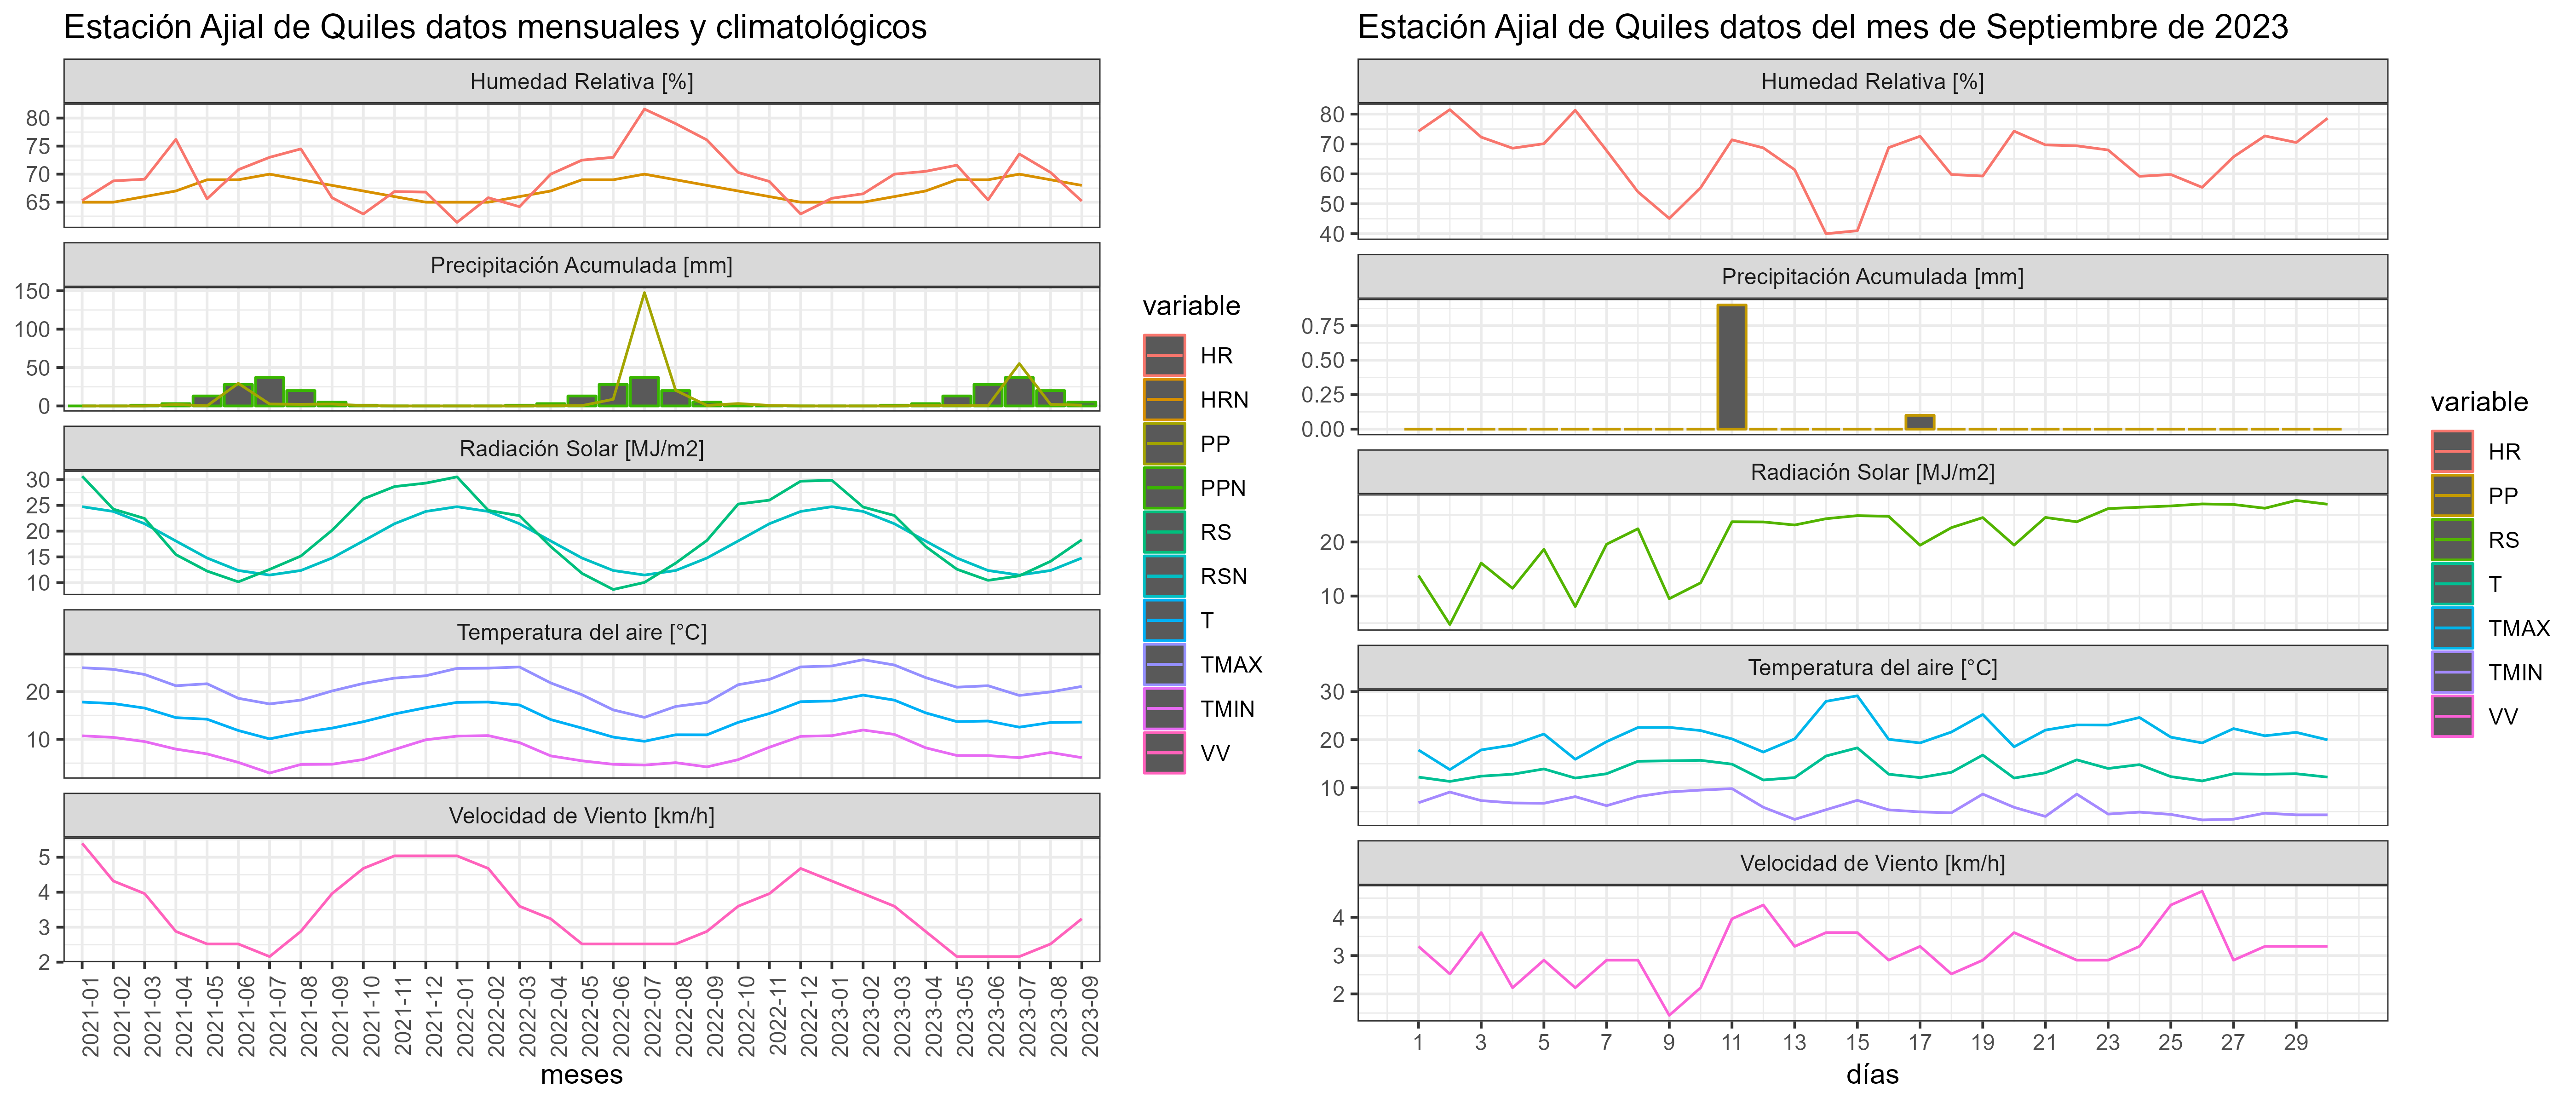 Estación Ajial de Quiles datos mensuales y climatológicos
Humedad Relativa [%]
80
75
70
65
Precipitación Acumulada [mm]
150
100
50
0
Radiación Solar [MJ/m2]
30
25
20
15
10
Temperatura del aire [°C]
20
10
Velocidad de Viento [km/h]
5
4
3
2
2021-01
2021-02
2021-03
2021-04
2021-05
2021-06
2021-07
2021-08
2021-09
2021-10
2021-11
2021-12
2022-01
2022-02
2022-03
2022-04
2022-05
2022-06
2022-07
2022-08
2022-09
2022-10
2022-11
2022-12
2023-01
2023-02
2023-03
2023-04
2023-05
2023-06
2023-07
2023-08
2023-09
meses
variable
HR
HRN
PP
PPN
RS
RSN
T
TMAX
TMIN
VV
Estación Ajial de Quiles datos del mes de Septiembre de 2023
Humedad Relativa [%]
80
70
60
50
40
Precipitación Acumulada [mm]
0.75
0.50
0.25
0.00
Radiación Solar [MJ/m2]
20
10
Temperatura del aire [°C]
30
20
10
Velocidad de Viento [km/h]
4
3
2
1 3 5 7 9 11 13 15 17 19 21 23 25 27 29
días
variable
HR
PP
RS
T
TMAX
TMIN
VV